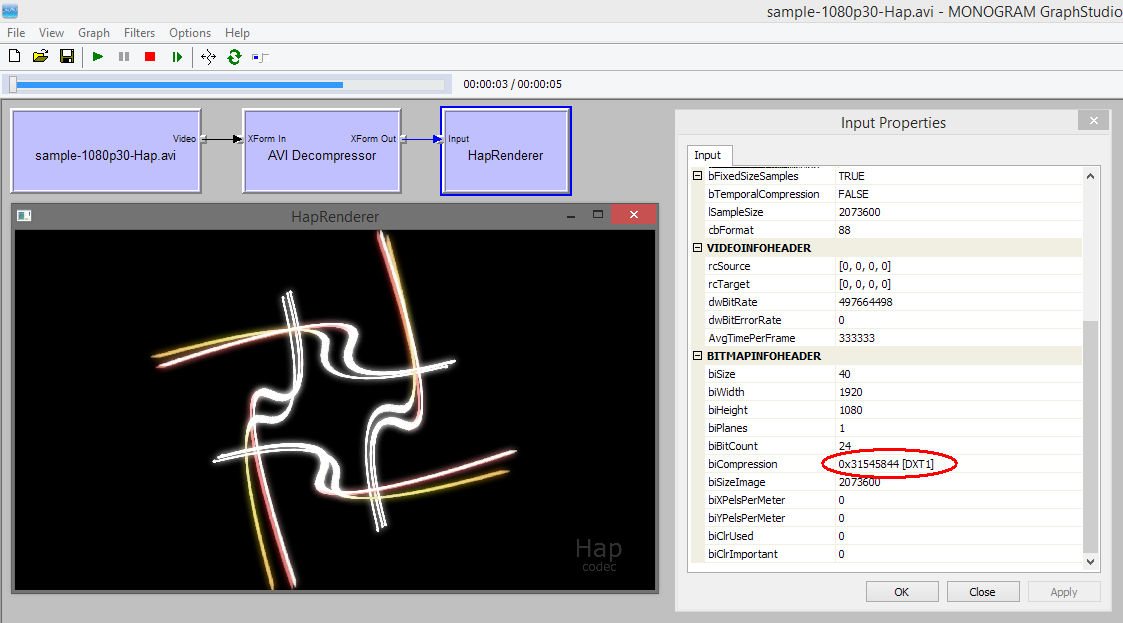 sample-1080p30-Hap.avi - MONOGRAM GraphStudio
File View Graph Filters Options Help
00:00:03 / 00:00:05
Video
sample-1080p30-Hap.avi
XForm In XForm Out
AVI Decompressor
Input
HapRenderer
HapRenderer
Hap
codec
Input Properties
Input
bFixedSizeSamples TRUE
bTemporalCompression FALSE
lSampleSize 2073600
cbFormat 88
VIDEOINFOHEADER
rcSource [0, 0, 0, 0]
rcTarget [0, 0, 0, 0]
dwBitRate 497664498
dwBitErrorRate 0
AvgTimePerFrame 333333
BITMAPINFOHEADER
biSize 40
biWidth 1920
biHeight 1080
biPlanes 1
biBitCount 24
biCompression 0x31545844 [DXT1]
biSizeImage 2073600
biXPelsPerMeter 0
biYPelsPerMeter 0
biClrUsed 0
biClrImportant 0
OK Close Apply